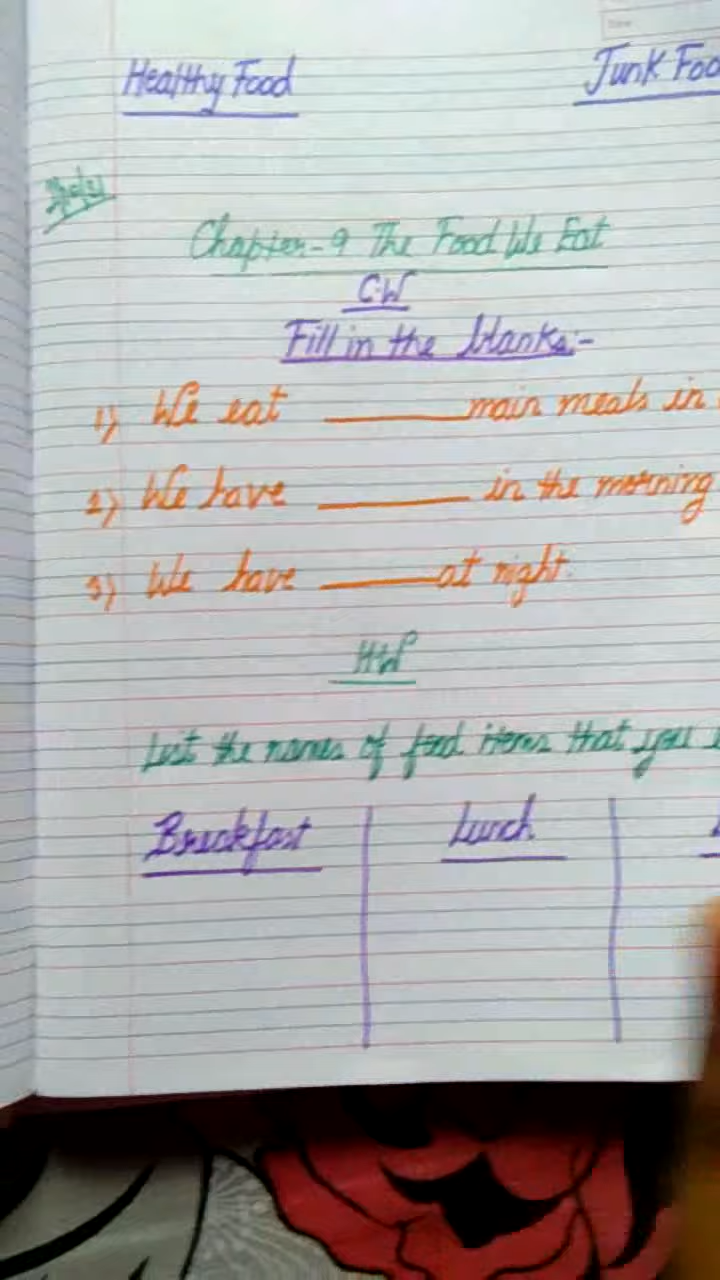 Healthy Food Junk Foo
Chapter-9 The Food We Eat
C.W
Fill in the blanks:-
1) We eat ______ main meals in
2) We have ______ in the morning
3) We have ______ at night.
H.W
List the names of food items that you
Breakfast Lunch